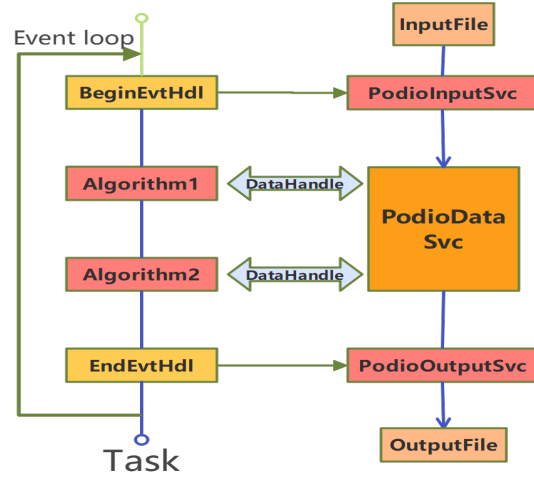 InputFile
Event loop
BeginEvtHdl
PodioInputSvc
Algorithm1
DataHandle
PodioData
Svc
Algorithm2
DataHandle
EndEvtHdl
PodioOutputSvc
OutputFile
Task